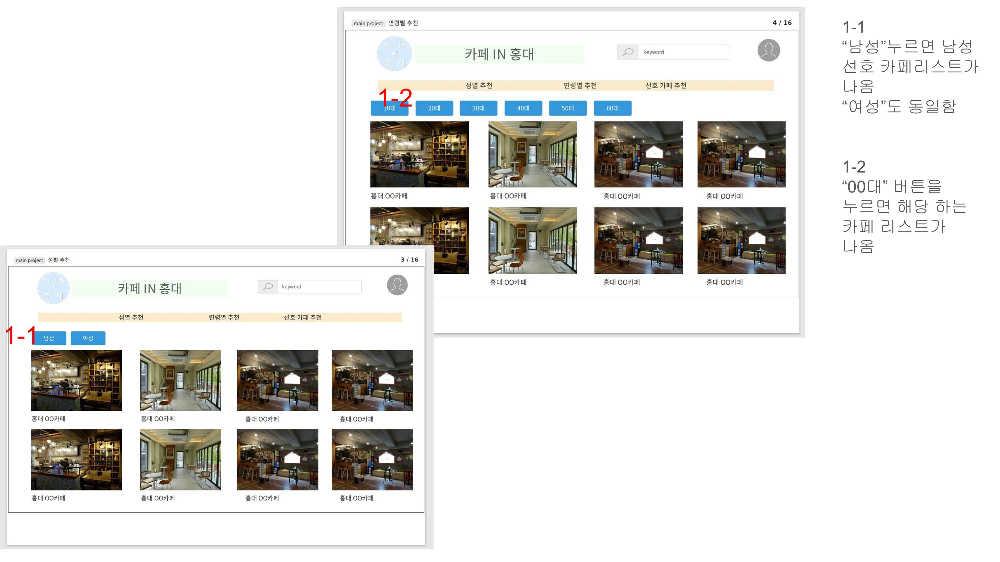 main project 연령별 추천 4 / 16
카 페
IN
홍 대
카페 IN 홍대
keyword
성별 추천 연령별 추천 선호 카페 추천
1-2
10대 20대 30대 40대 50대 60대
홍대 OO카페 홍대 OO카페 홍대 OO카페 홍대 OO카페
홍대 OO카페 홍대 OO카페 홍대 OO카페
main project 성별 추천 3 / 16
카 페
IN
홍 대
카페 IN 홍대
keyword
성별 추천 연령별 추천 선호 카페 추천
1-1
남성 여성
홍대 OO카페 홍대 OO카페 홍대 OO카페 홍대 OO카페
홍대 OO카페 홍대 OO카페 홍대 OO카페 홍대 OO카페
1-1
“남성”누르면 남성
선호 카페리스트가
나옴
“여성”도 동일함
1-2
“00대” 버튼을
누르면 해당 하는
카페 리스트가
나옴